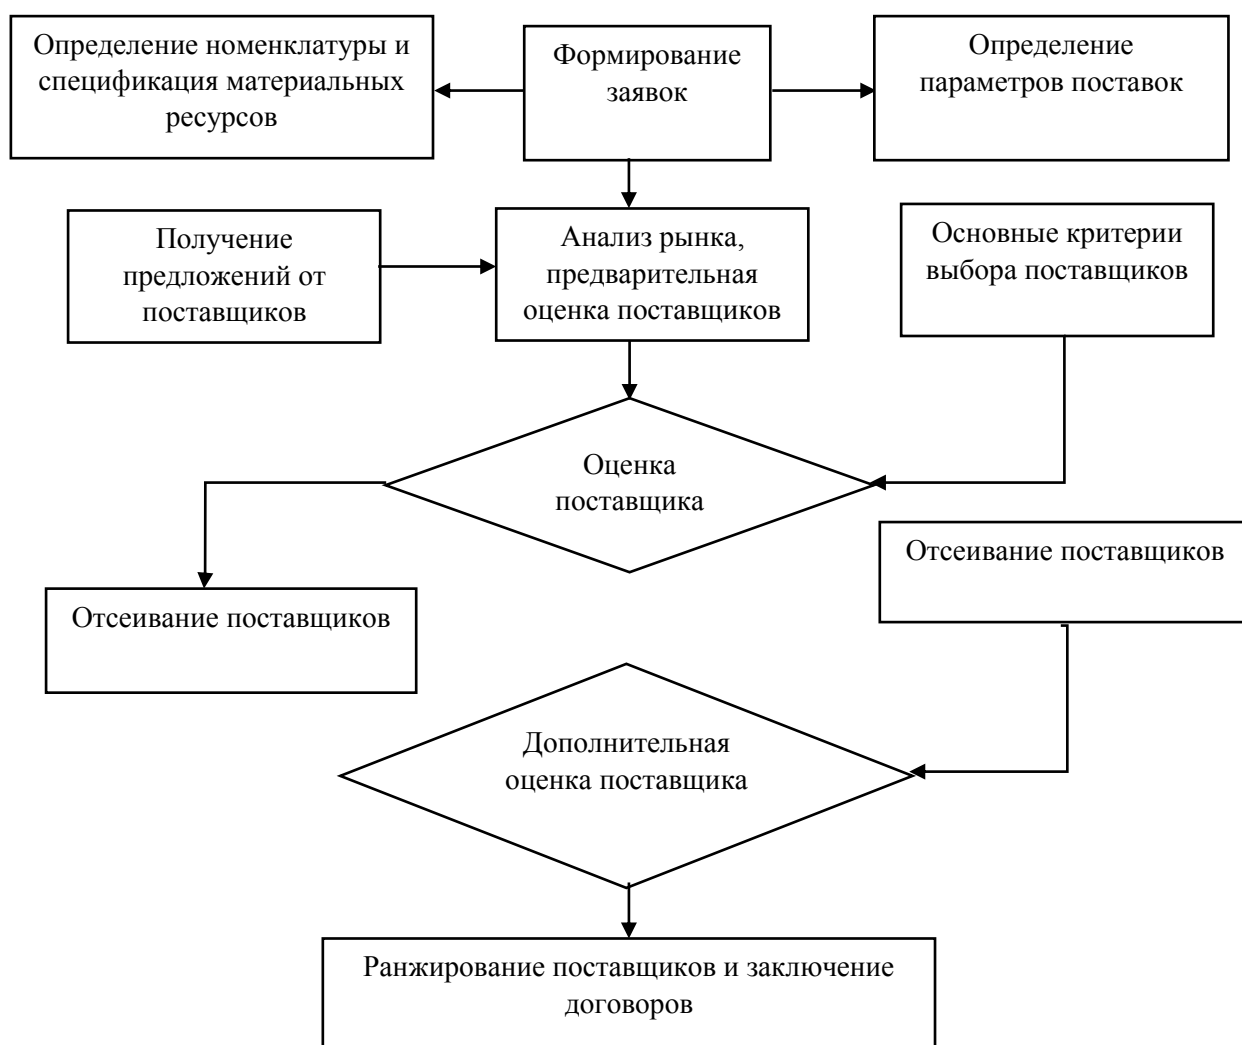 Определение номенклатуры и
спецификация материальных
ресурсов
Формирование
заявок
Определение
параметров поставок
Получение
предложений от
поставщиков
Анализ рынка,
предварительная
оценка поставщиков
Основные критерии
выбора поставщиков
Оценка
поставщика
Отсеивание поставщиков
Отсеивание поставщиков
Дополнительная
оценка поставщика
Ранжирование поставщиков и заключение
договоров